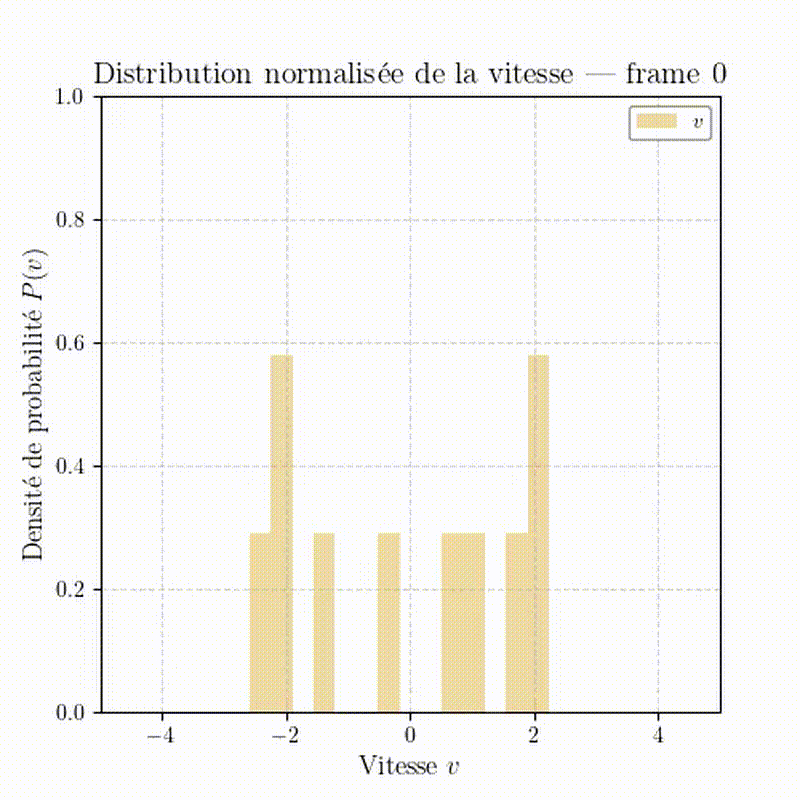 Distribution normalisée de la vitesse — frame 0
1.0
v
0.8
0.6
0.4
0.2
0.0
Densité de probabilité P(v)
−4
−2
0
2
4
Vitesse v